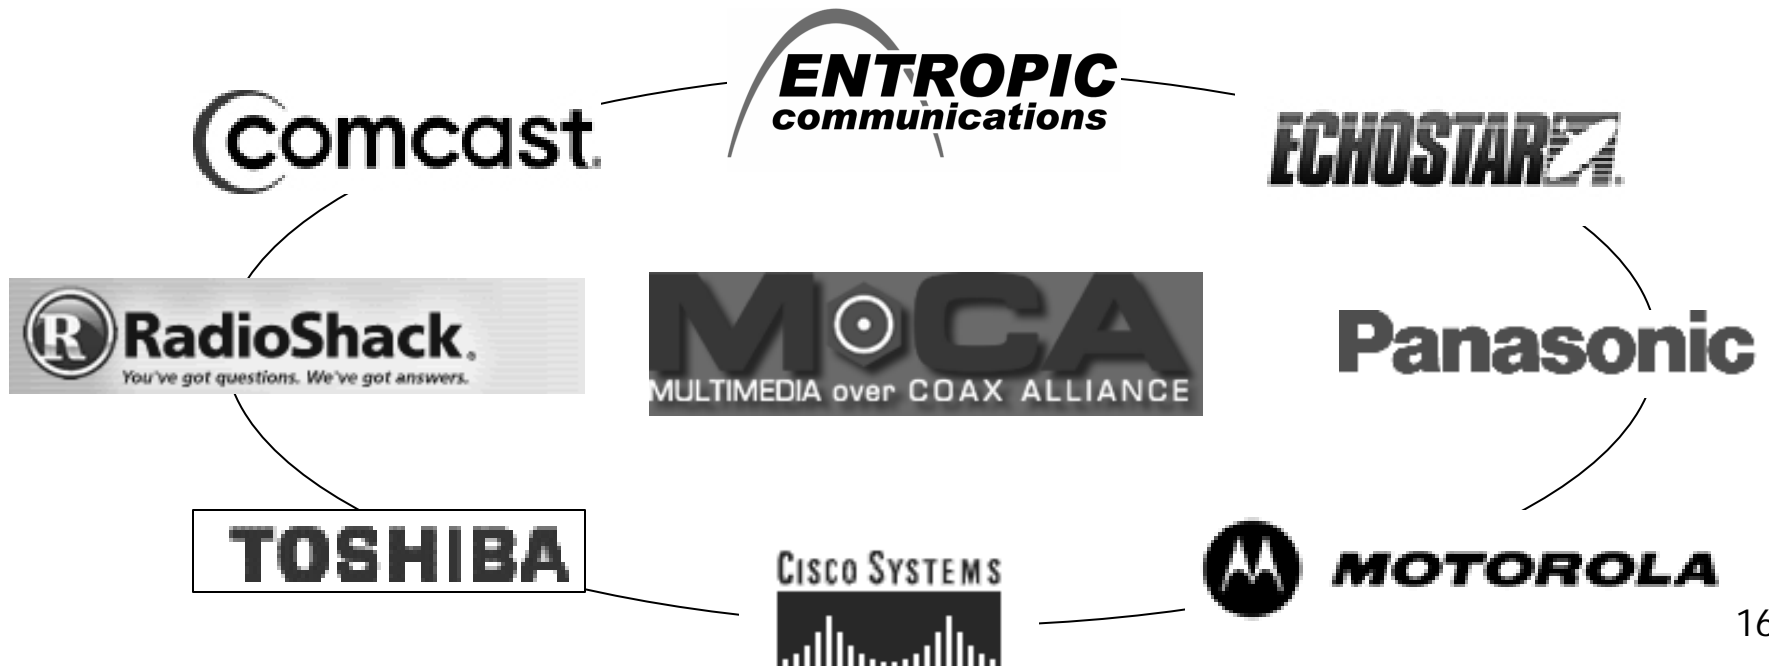 ENTROPIC
communications
comcast.
ECHOSTAR
R RadioShack.
You've got questions. We've got answers.
MoCA
MULTIMEDIA over COAX ALLIANCE
Panasonic
TOSHIBA
CISCO SYSTEMS
MOTOROLA
16